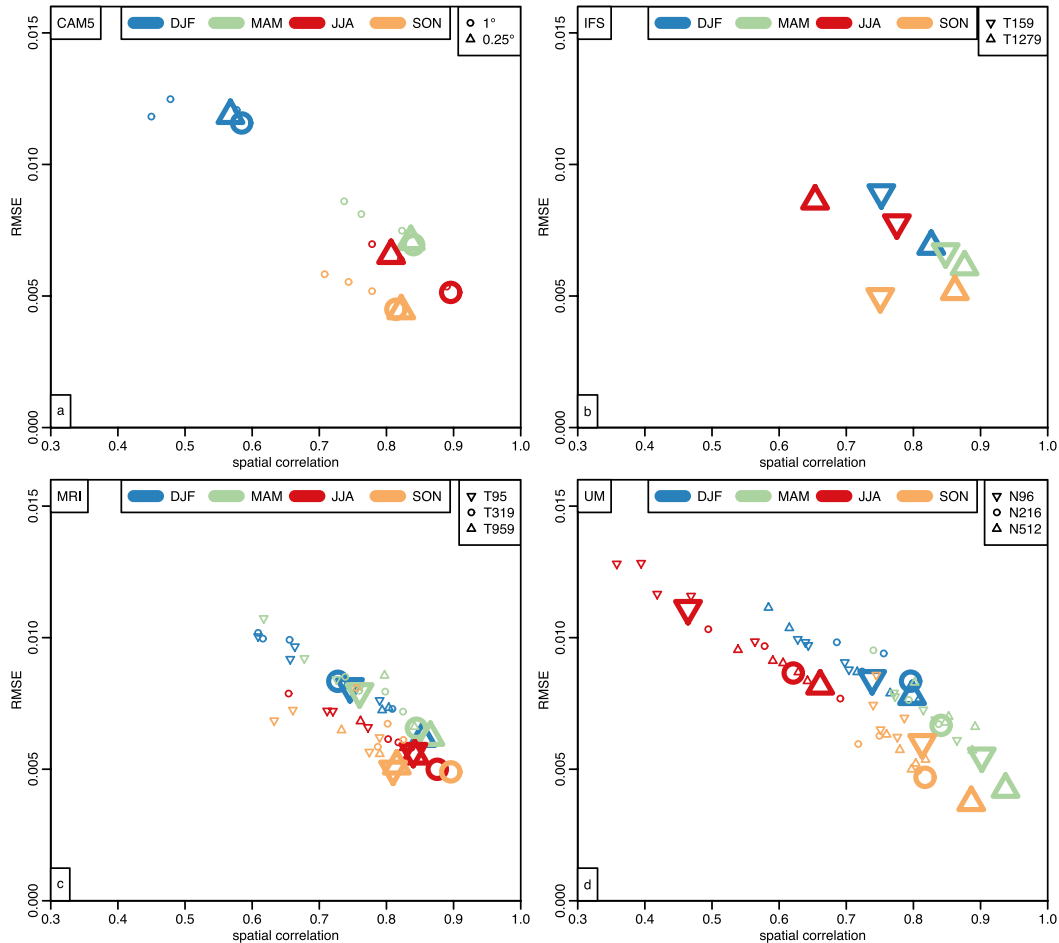 CAM5 DJF MAM JJA SON 1°
0.25°
RMSE
0.000 0.005 0.010 0.015
a
0.3 0.4 0.5 0.6 0.7 0.8 0.9 1.0
spatial correlation
IFS DJF MAM JJA SON T159
T1279
RMSE
0.000 0.005 0.010 0.015
b
0.3 0.4 0.5 0.6 0.7 0.8 0.9 1.0
spatial correlation
MRI DJF MAM JJA SON T95
T319
T959
RMSE
0.000 0.005 0.010 0.015
c
0.3 0.4 0.5 0.6 0.7 0.8 0.9 1.0
spatial correlation
UM DJF MAM JJA SON N96
N216
N512
RMSE
0.000 0.005 0.010 0.015
d
0.3 0.4 0.5 0.6 0.7 0.8 0.9 1.0
spatial correlation